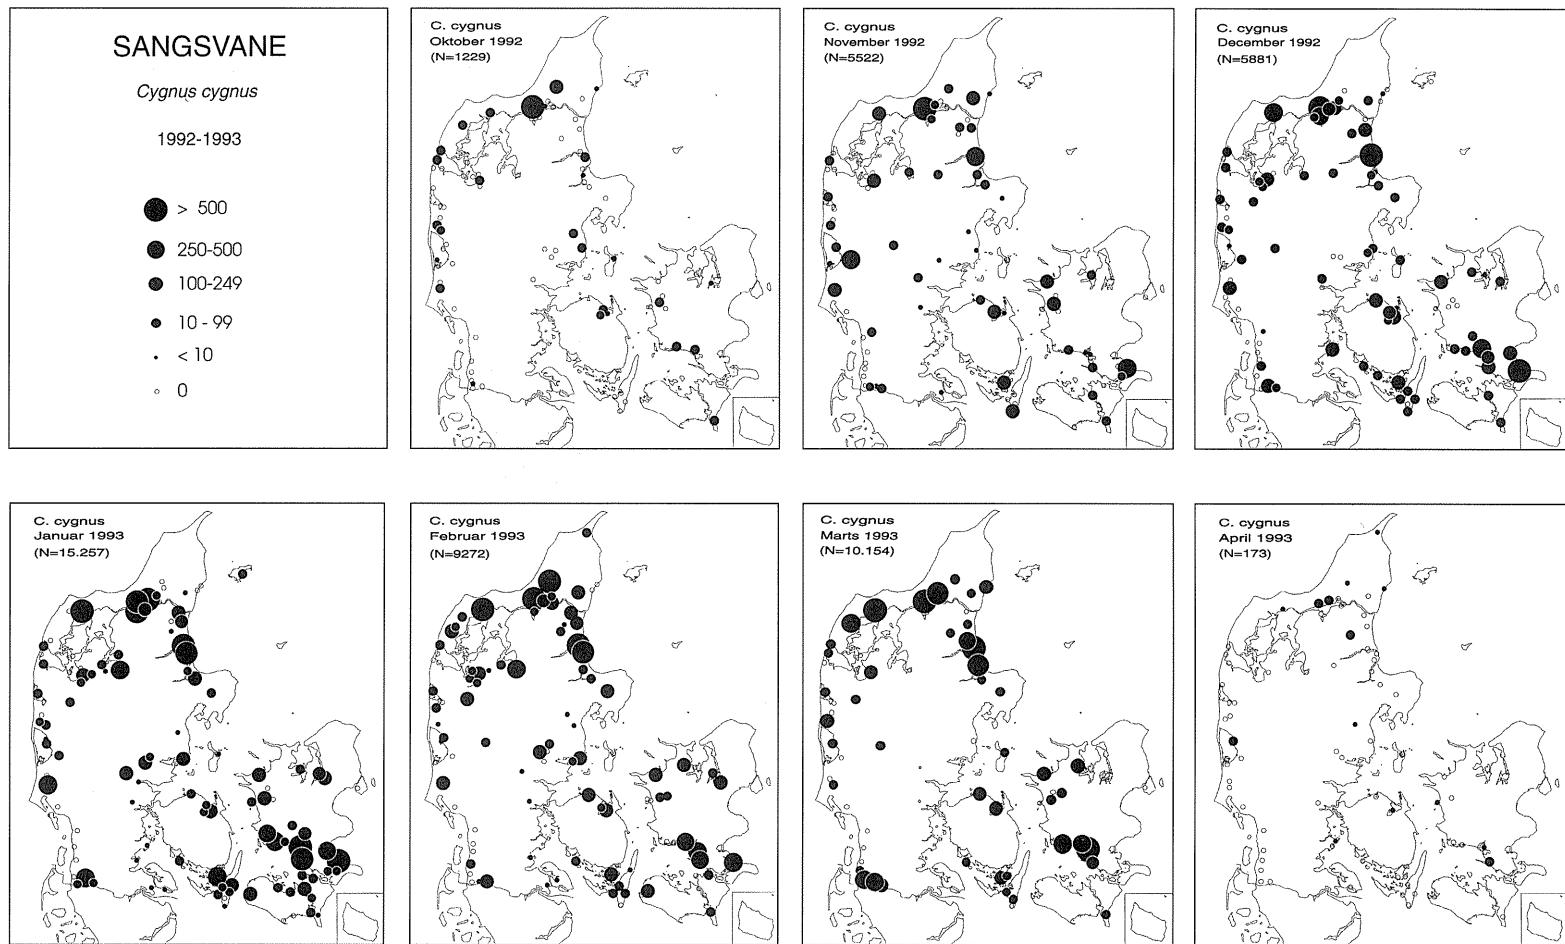 SANGSVANE
Cygnus cygnus
1992-1993
> 500
250-500
100-249
10 - 99
< 10
0
C. cygnus
Oktober 1992
(N=1229)
C. cygnus
November 1992
(N=5522)
C. cygnus
December 1992
(N=5881)
C. cygnus
Januar 1993
(N=15.257)
C. cygnus
Februar 1993
(N=9272)
C. cygnus
Marts 1993
(N=10.154)
C. cygnus
April 1993
(N=173)